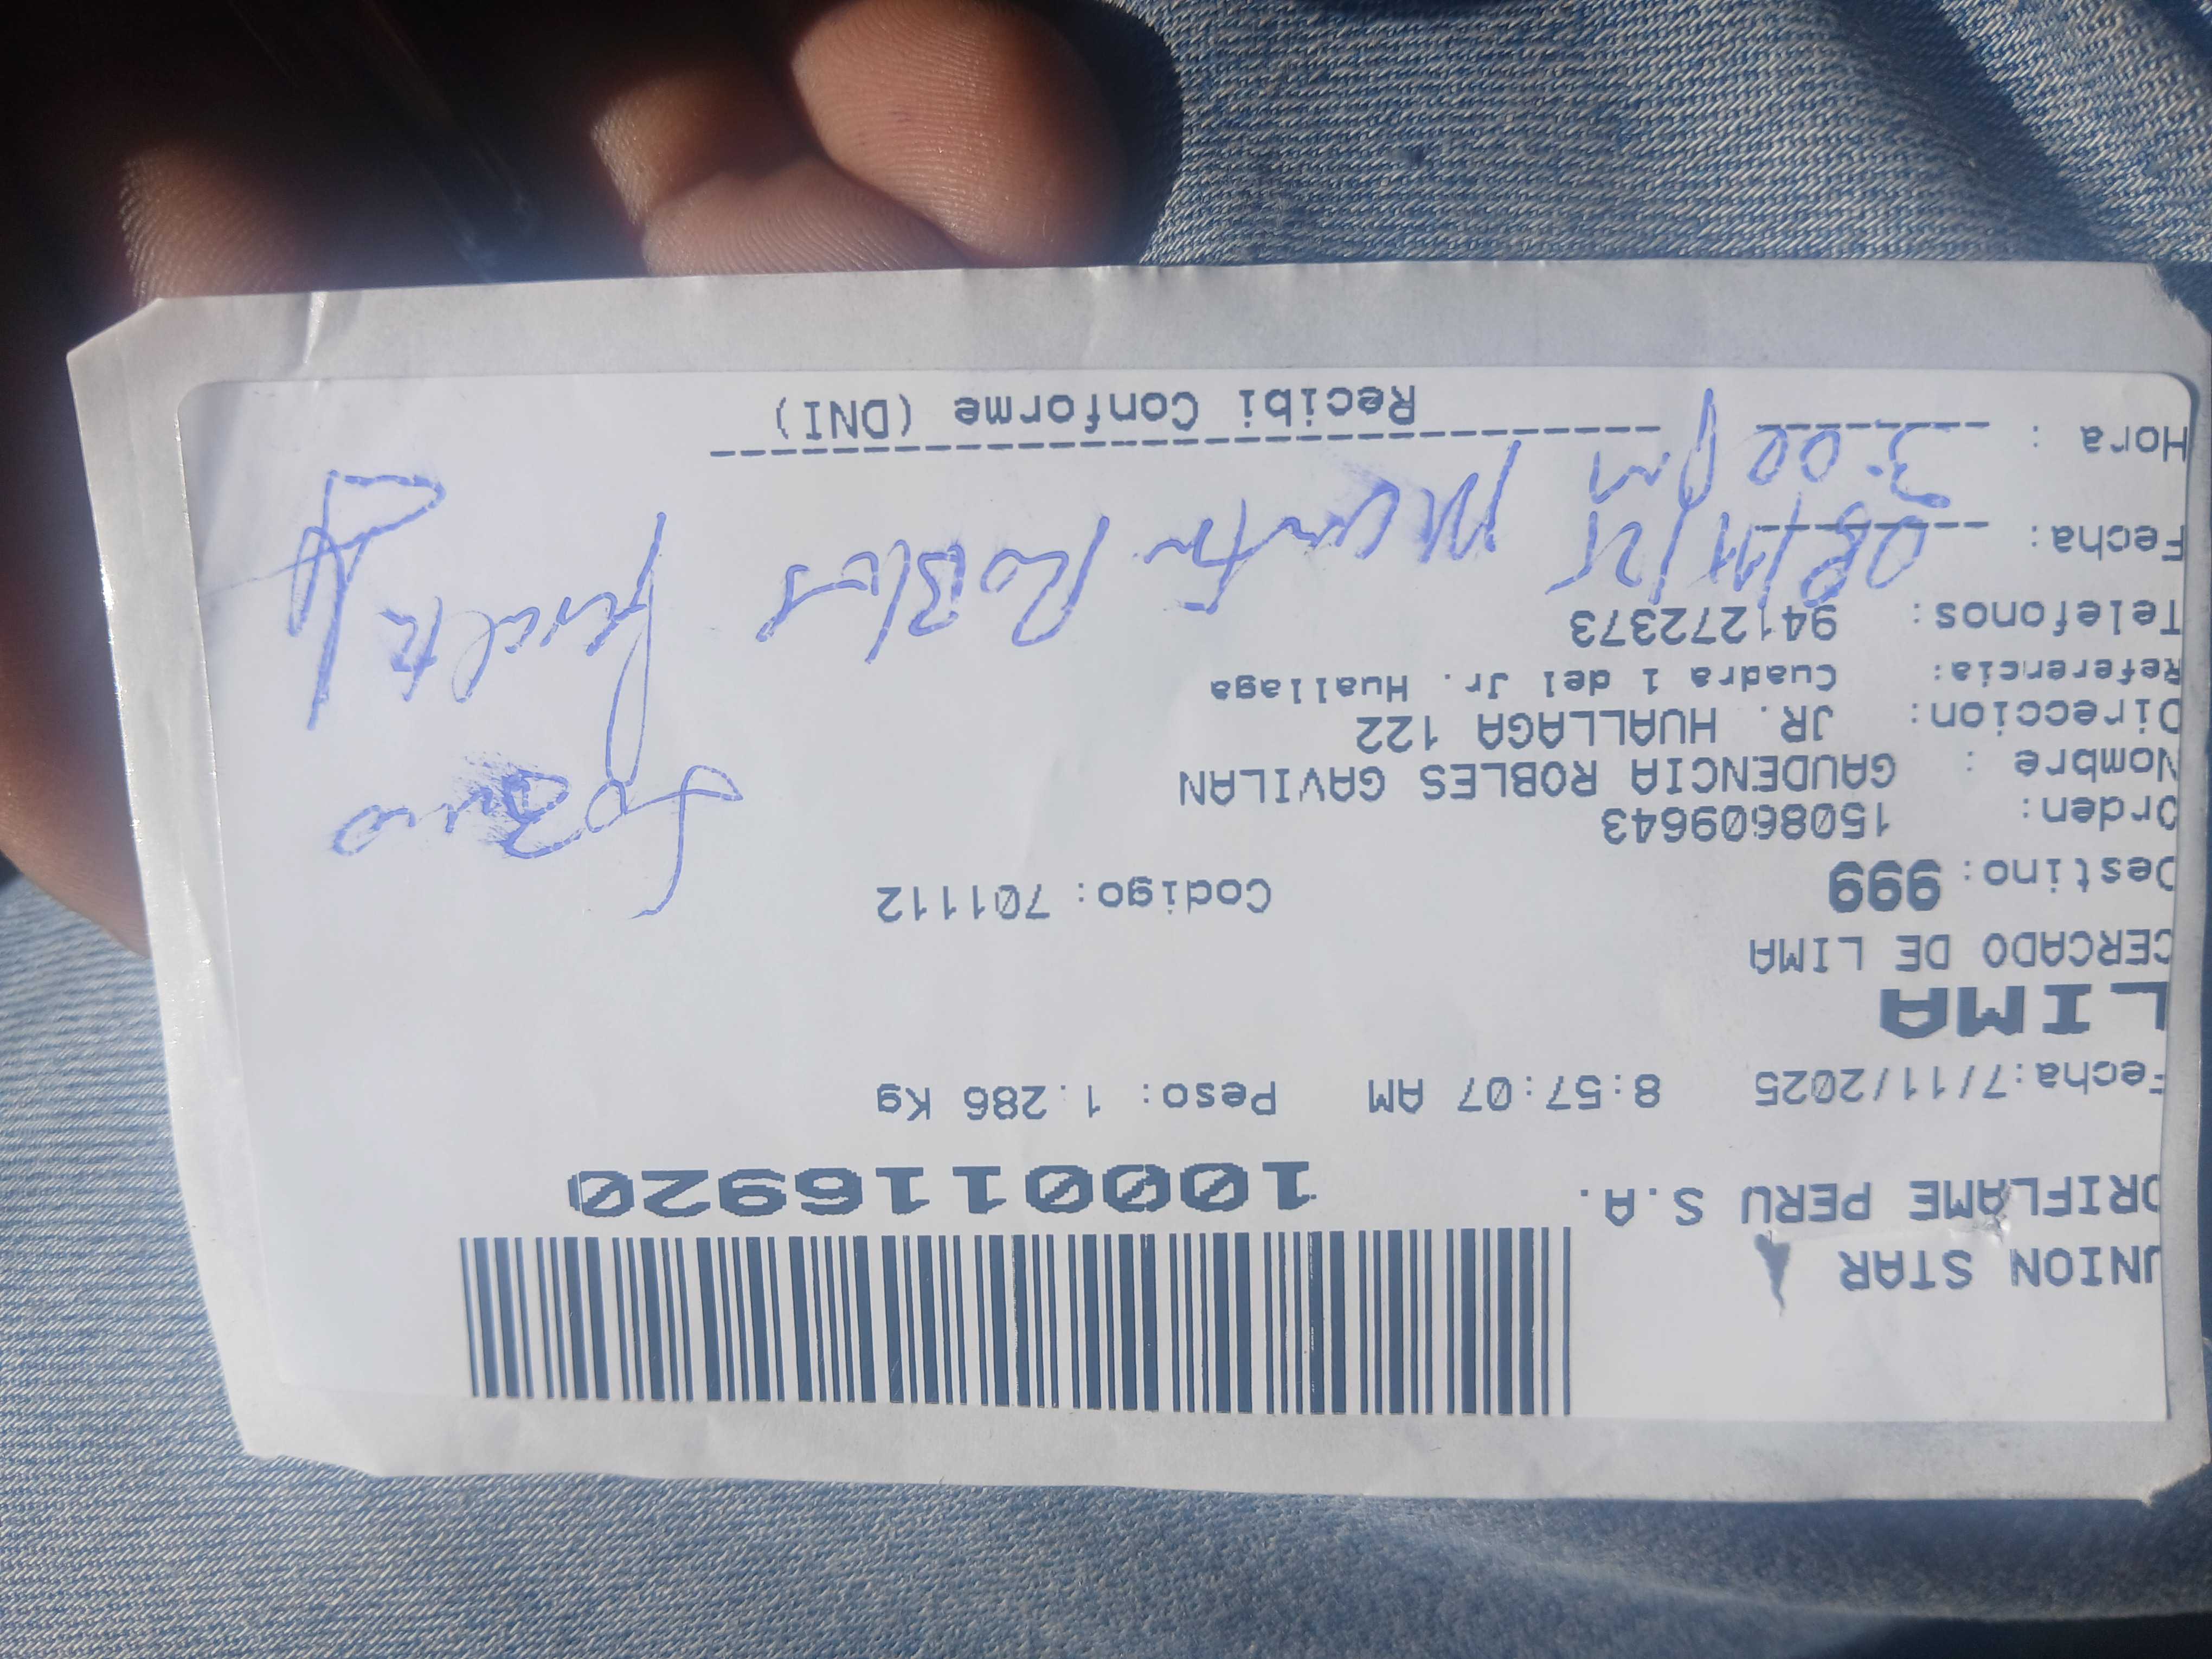 UNION STAR
ORIFLAME PERU S.A.
1000116920
Fecha:7/11/2025 8:57:07 AM Peso: 1.286 Kg
LIMA
CERCADO DE LIMA
Destino: 999 Codigo: 701112
Orden: 1508609643
Nombre : GAUDENCIA ROBLES GAVILAN
Direccion: JR. HUALLAGA 122
Referencia: Cuadra 1 del Jr. Huallaga
Telefonos: 941272373
Fecha: 08/11/25
Robles
Hora : 3:00 pm
Recibi Conforme (DNI)